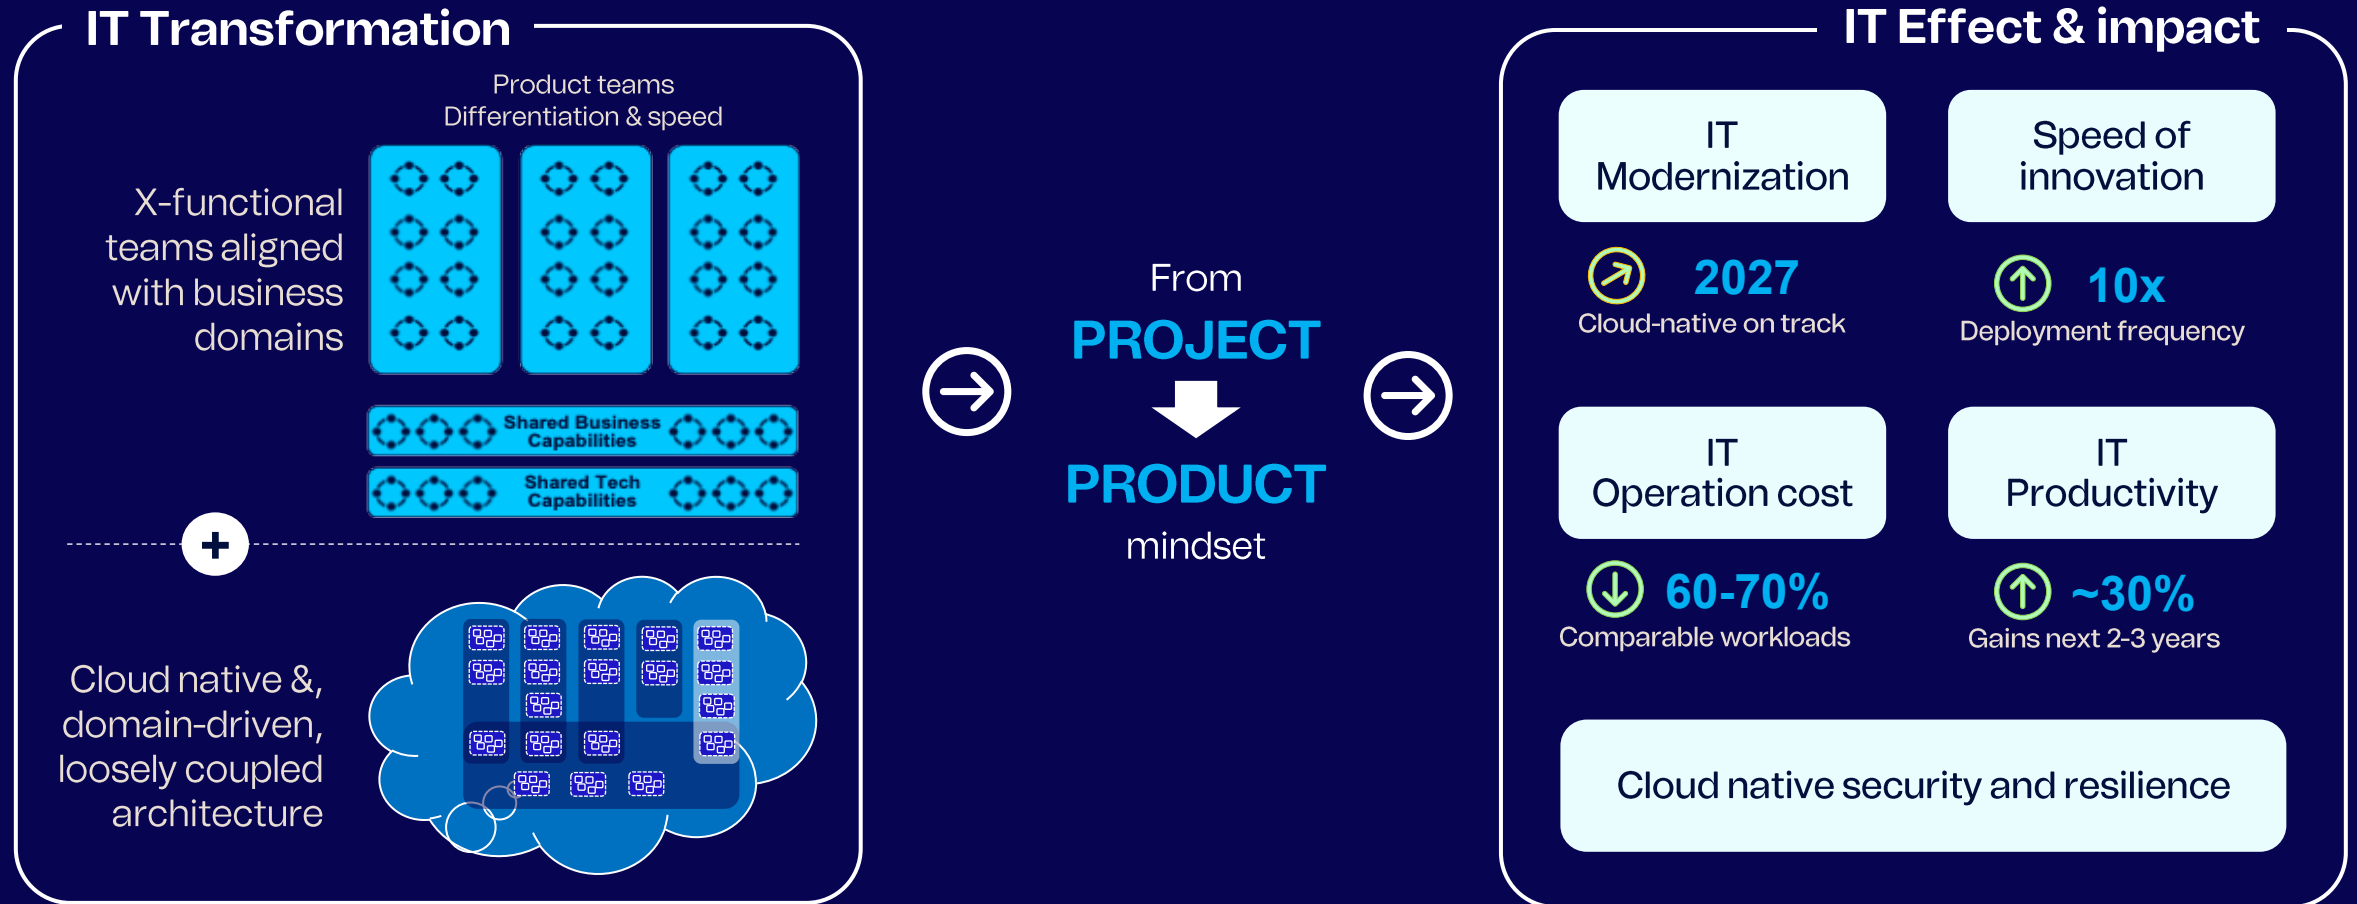 IT Transformation
Product teams
Differentiation & speed
X-functional
teams aligned
with business
domains
Shared Business
Capabilities
Shared Tech
Capabilities
+
Cloud native &,
domain-driven,
loosely coupled
architecture
From
PROJECT
PRODUCT
mindset
IT Effect & impact
IT
Modernization
2027
Cloud-native on track
Speed of
innovation
10x
Deployment frequency
IT
Operation cost
60-70%
Comparable workloads
IT
Productivity
~30%
Gains next 2-3 years
Cloud native security and resilience